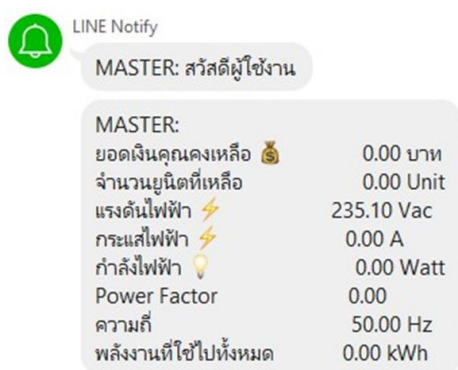 LINE Notify
MASTER: สวัสดีผู้ใช้งาน
MASTER:
ยอดเงินคุณคงเหลือ 💰 0.00 บาท
จำนวนยูนิตที่เหลือ 0.00 Unit
แรงดันไฟฟ้า ⚡ 235.10 Vac
กระแสไฟฟ้า ⚡ 0.00 A
กำลังไฟฟ้า 💡 0.00 Watt
Power Factor 0.00
ความถี่ 50.00 Hz
พลังงานที่ใช้ไปทั้งหมด 0.00 kWh